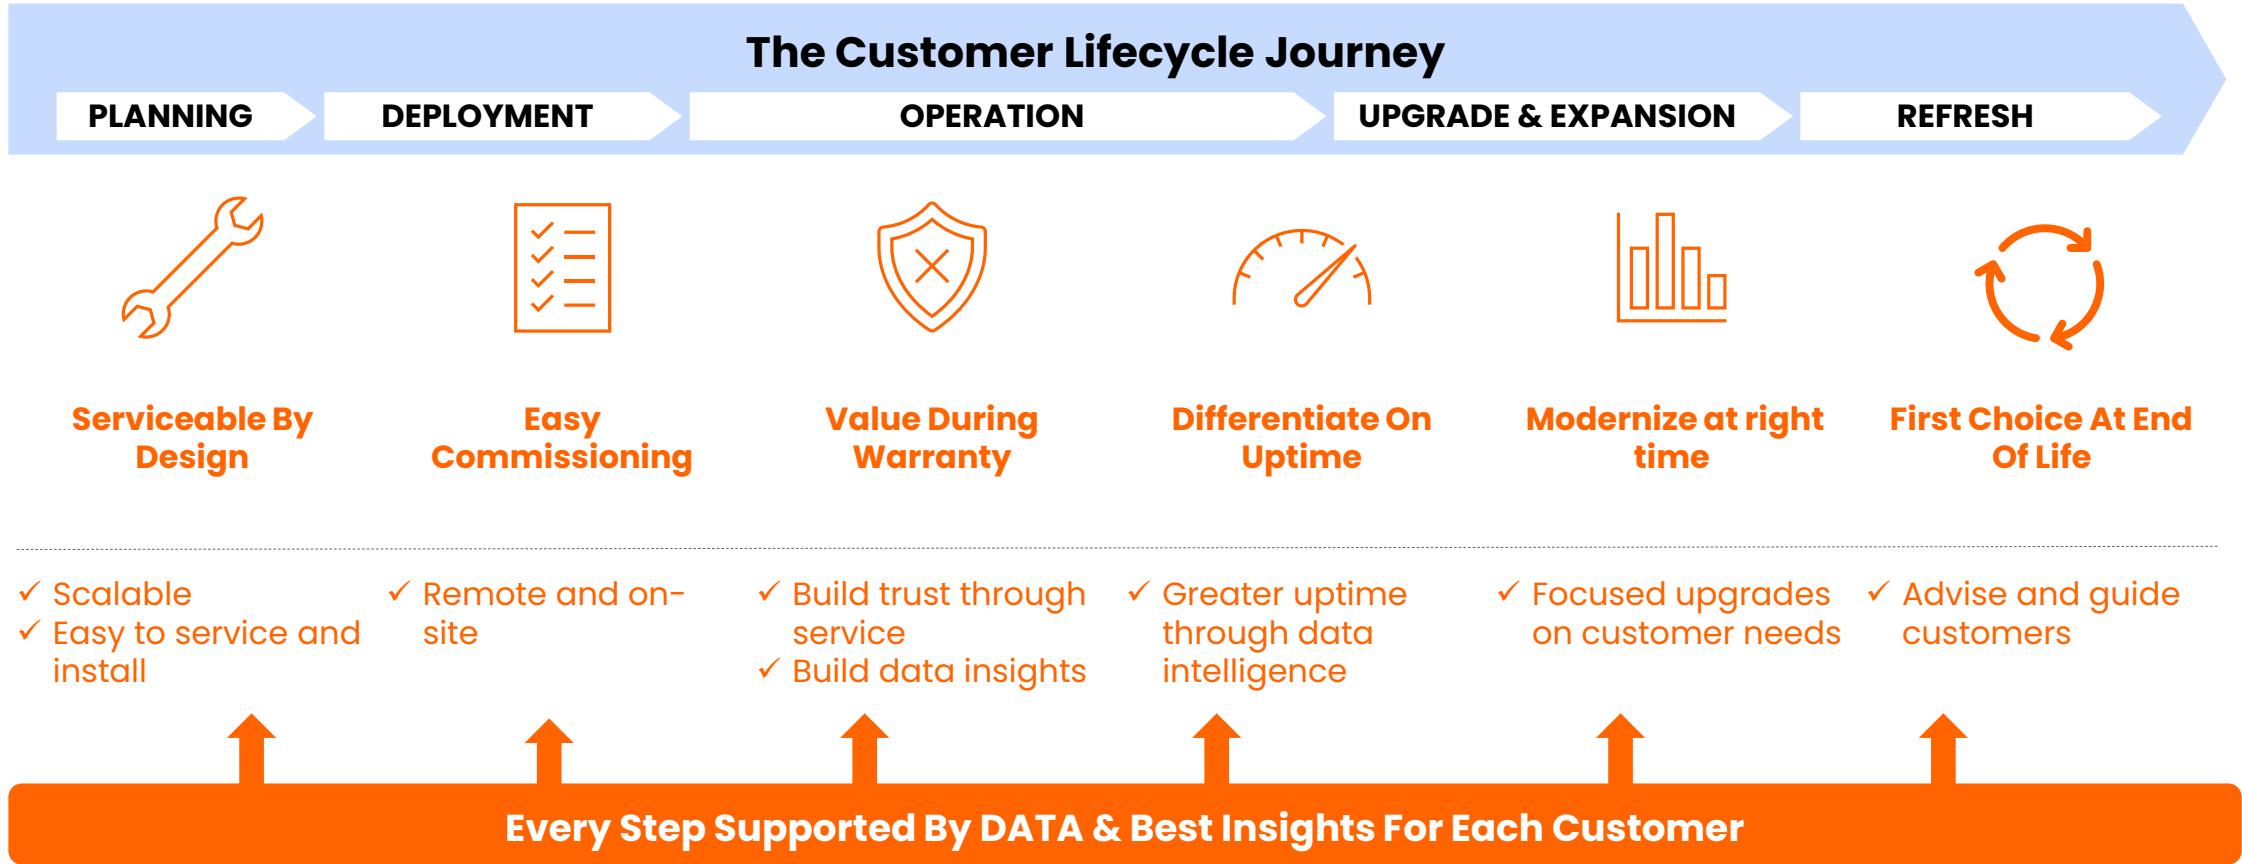 The Customer Lifecycle Journey
PLANNING
DEPLOYMENT
OPERATION
UPGRADE & EXPANSION
REFRESH
Serviceable By
Design
Easy
Commissioning
Value During
Warranty
Differentiate On
Uptime
Modernize at right
time
First Choice At End
Of Life
✓ Scalable
✓ Easy to service and
install
✓ Remote and on-
site
✓ Build trust through
service
✓ Build data insights
✓ Greater uptime
through data
intelligence
✓ Focused upgrades
on customer needs
✓ Advise and guide
customers
Every Step Supported By DATA & Best Insights For Each Customer